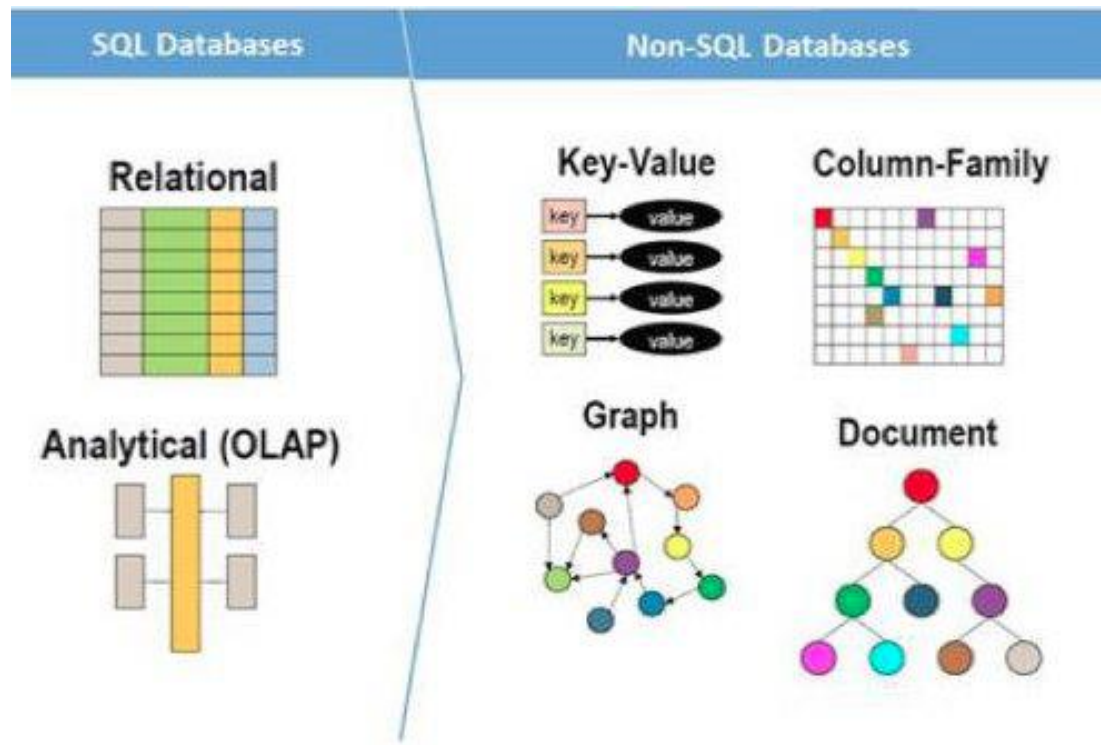 SQL Databases
Non-SQL Databases
Relational
Analytical (OLAP)
Key-Value
key value
key value
key value
key value
Column-Family
Graph
Document